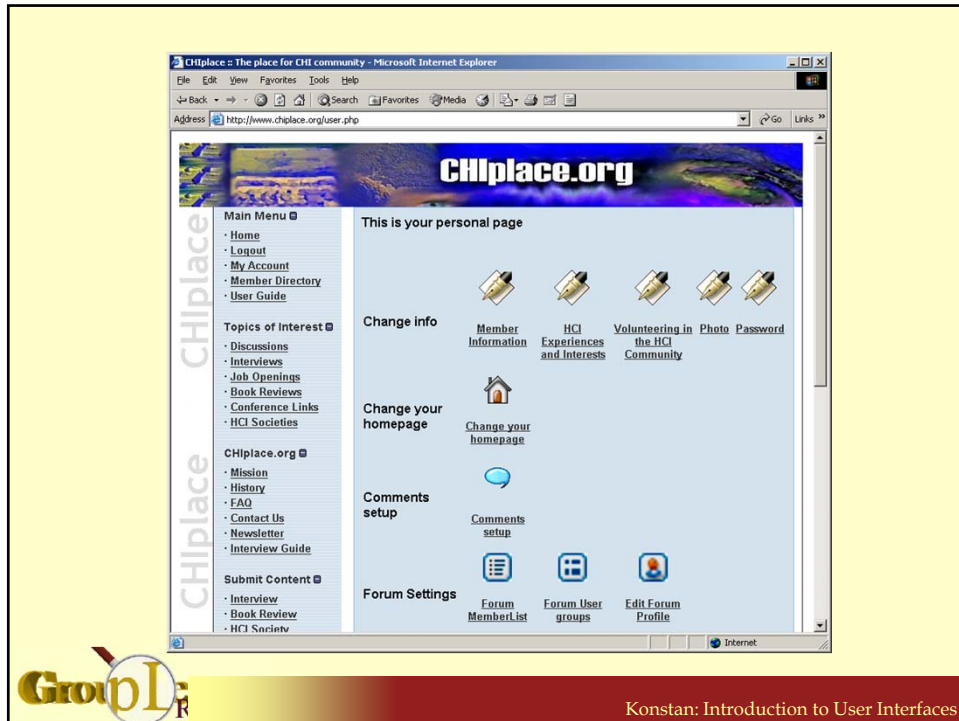 CHIplace :: The place for CHI community - Microsoft Internet Explorer
File Edit View Favorites Tools Help
Back Search Favorites Media
Address http://www.chiplace.org/user.php Go Links »
CHIplace.org
CHIplace
CHIplace
Main Menu
· Home
· Logout
· My Account
· Member Directory
· User Guide
Topics of Interest
· Discussions
· Interviews
· Job Openings
· Book Reviews
· Conference Links
· HCI Societies
CHIplace.org
· Mission
· History
· FAQ
· Contact Us
· Newsletter
· Interview Guide
Submit Content
· Interview
· Book Review
· HCI Society
This is your personal page
Change info
Member
Information
HCI
Experiences
and Interests
Volunteering in
the HCI
Community
Photo
Password
Change your
homepage
Change your
homepage
Comments
setup
Comments
setup
Forum Settings
Forum
MemberList
Forum User
groups
Edit Forum
Profile
Internet
Konstan: Introduction to User Interfaces